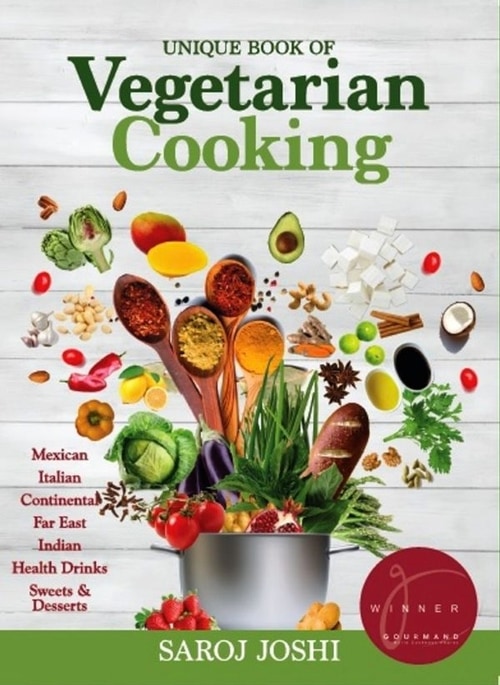 UNIQUE BOOK OF
Vegetarian
Cooking
Mexican
Italian
Continental
Far East
Indian
Health Drinks
Sweets &
Desserts
WINNER
GOURMAND
SAROJ JOSHI